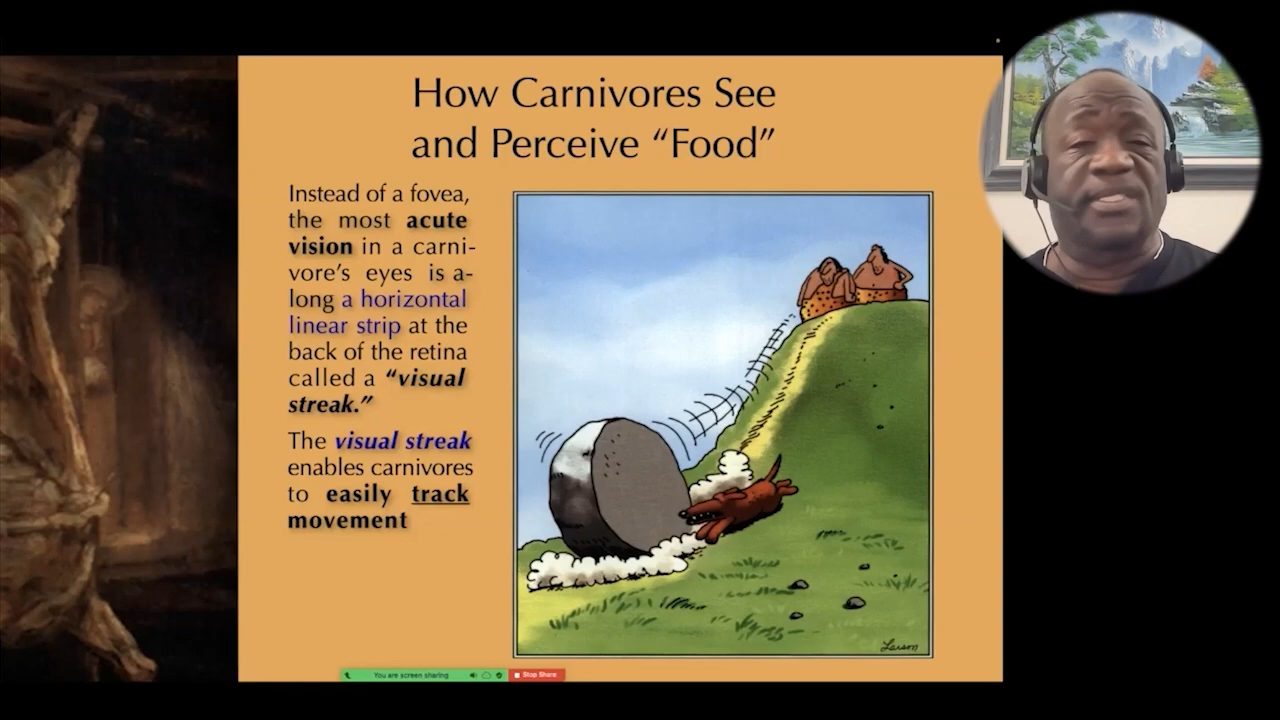 How Carnivores See
and Perceive “Food”
Instead of a fovea,
the most acute
vision in a carni-
vore’s eyes is a-
long a horizontal
linear strip at the
back of the retina
called a “visual
streak.”
The visual streak
enables carnivores
to easily track
movement
Larson
You are screen sharing
Stop Share